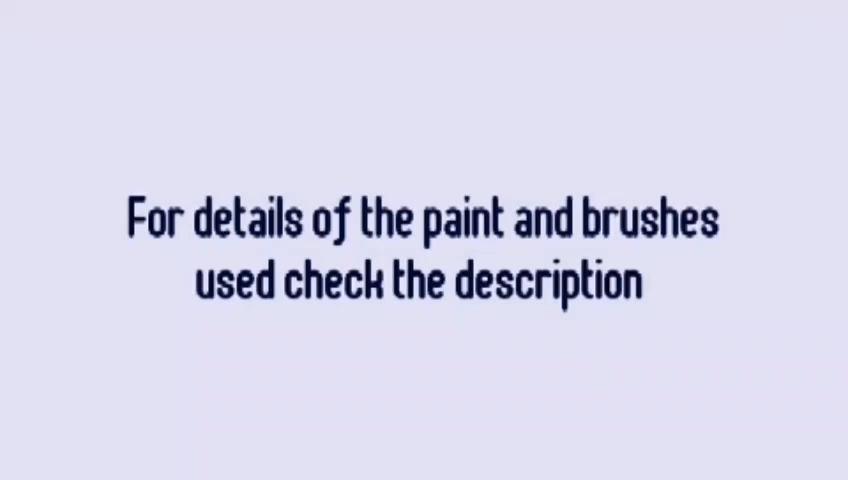 For details of the paint and brushes
used check the description